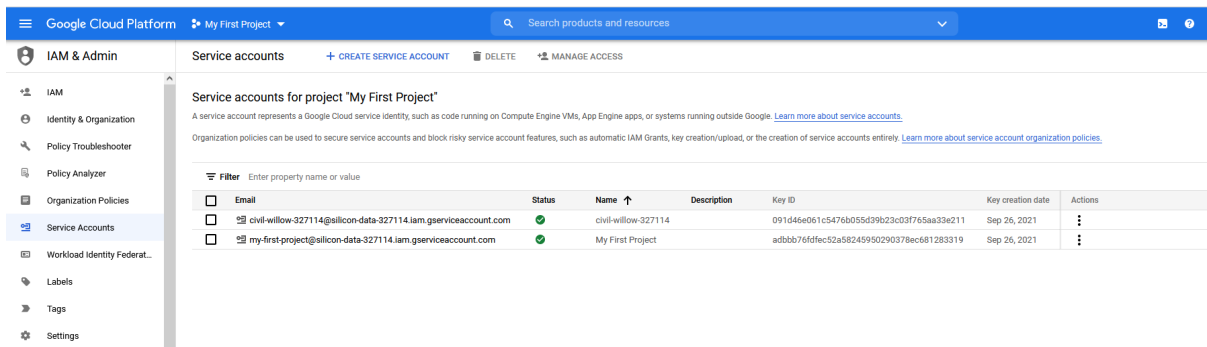 Google Cloud Platform My First Project Search products and resources
IAM & Admin
Service accounts + CREATE SERVICE ACCOUNT DELETE MANAGE ACCESS
IAM
Identity & Organization
Policy Troubleshooter
Policy Analyzer
Organization Policies
Service Accounts
Workload Identity Federat...
Labels
Tags
Settings
Service accounts for project "My First Project"
A service account represents a Google Cloud service identity, such as code running on Compute Engine VMs, App Engine apps, or systems running outside Google. Learn more about service accounts.
Organization policies can be used to secure service accounts and block risky service account features, such as automatic IAM Grants, key creation/upload, or the creation of service accounts entirely. Learn more about service account organization policies.
Filter Enter property name or value
Email Status Name Description Key ID Key creation date Actions
civil-willow-327114@silicon-data-327114.iam.gserviceaccount.com civil-willow-327114 091d46e061c5476b055d39b23c03f765aa33e211 Sep 26, 2021
my-first-project@silicon-data-327114.iam.gserviceaccount.com My First Project adbbb76fdfec52a58245950290378ec681283319 Sep 26, 2021